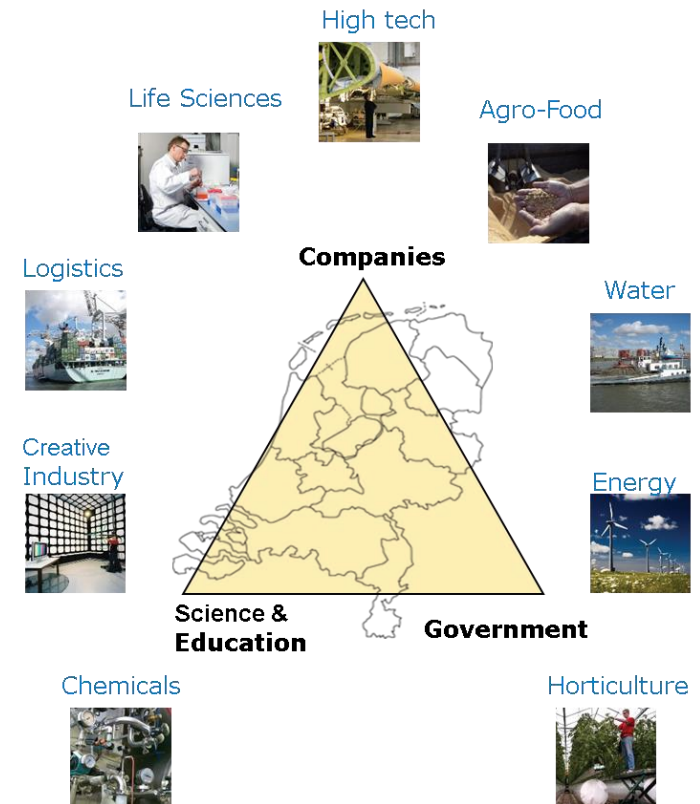 High tech
Life Sciences
Agro-Food
Companies
Logistics
Water
Creative
Industry
Energy
Science &
Education
Government
Chemicals
Horticulture